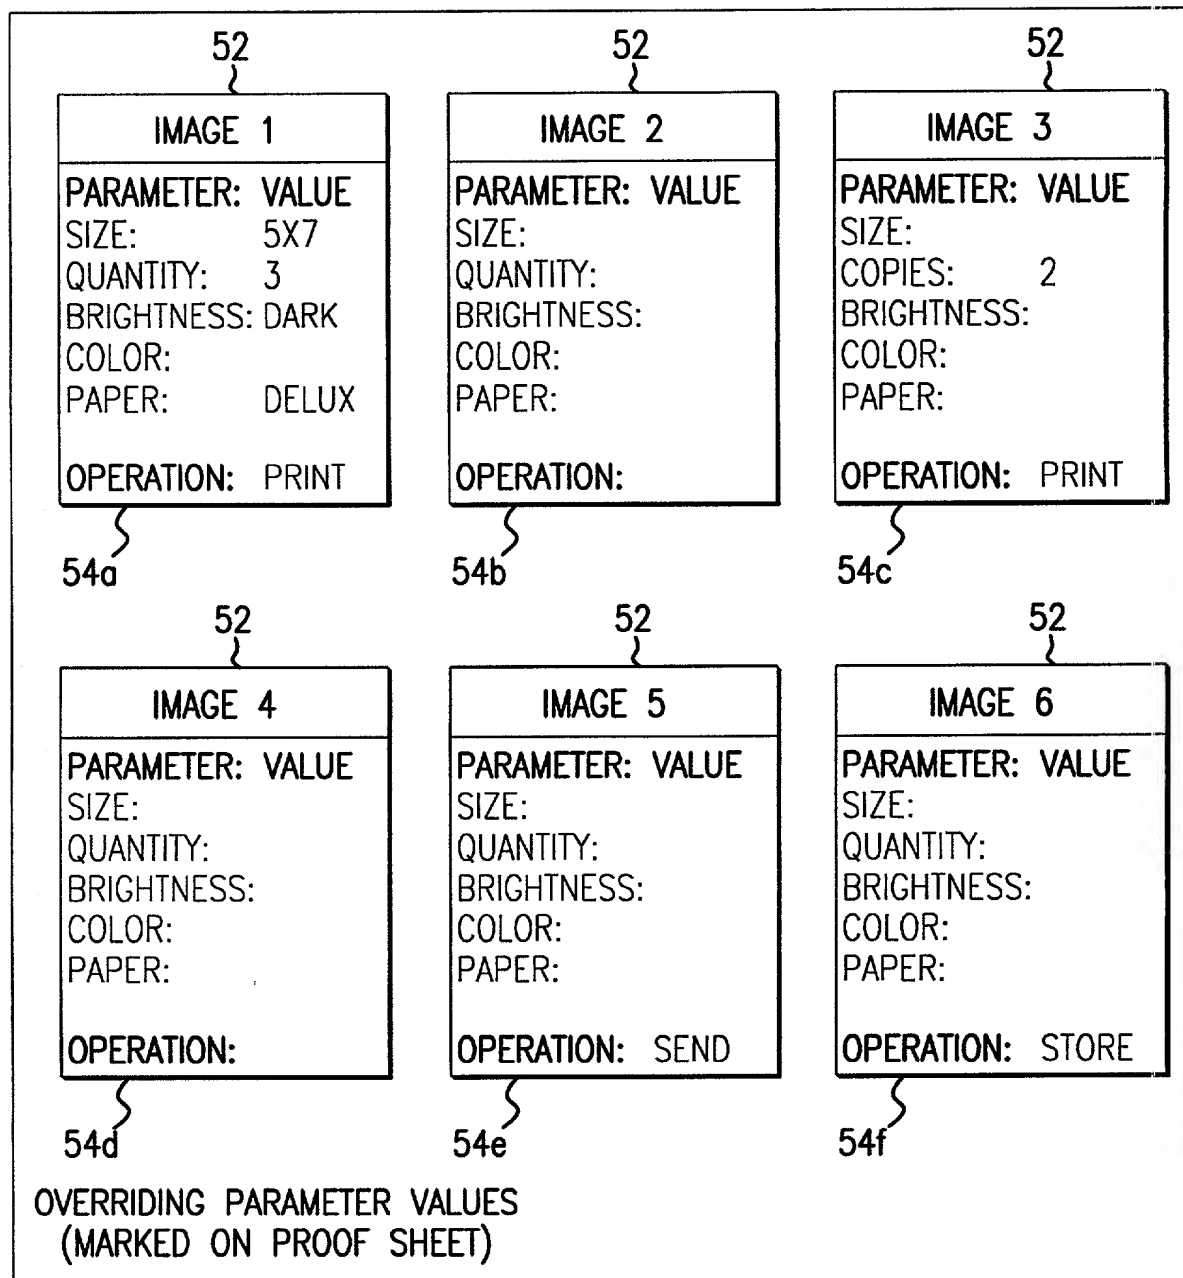 52
IMAGE 1
PARAMETER: VALUE
SIZE: 5X7
QUANTITY: 3
BRIGHTNESS: DARK
COLOR:
PAPER: DELUX
OPERATION: PRINT
54a
52
IMAGE 2
PARAMETER: VALUE
SIZE:
QUANTITY:
BRIGHTNESS:
COLOR:
PAPER:
OPERATION:
54b
52
IMAGE 3
PARAMETER: VALUE
SIZE:
COPIES: 2
BRIGHTNESS:
COLOR:
PAPER:
OPERATION: PRINT
54c
52
IMAGE 4
PARAMETER: VALUE
SIZE:
QUANTITY:
BRIGHTNESS:
COLOR:
PAPER:
OPERATION:
54d
52
IMAGE 5
PARAMETER: VALUE
SIZE:
QUANTITY:
BRIGHTNESS:
COLOR:
PAPER:
OPERATION: SEND
54e
52
IMAGE 6
PARAMETER: VALUE
SIZE:
QUANTITY:
BRIGHTNESS:
COLOR:
PAPER:
OPERATION: STORE
54f
OVERRIDING PARAMETER VALUES
(MARKED ON PROOF SHEET)